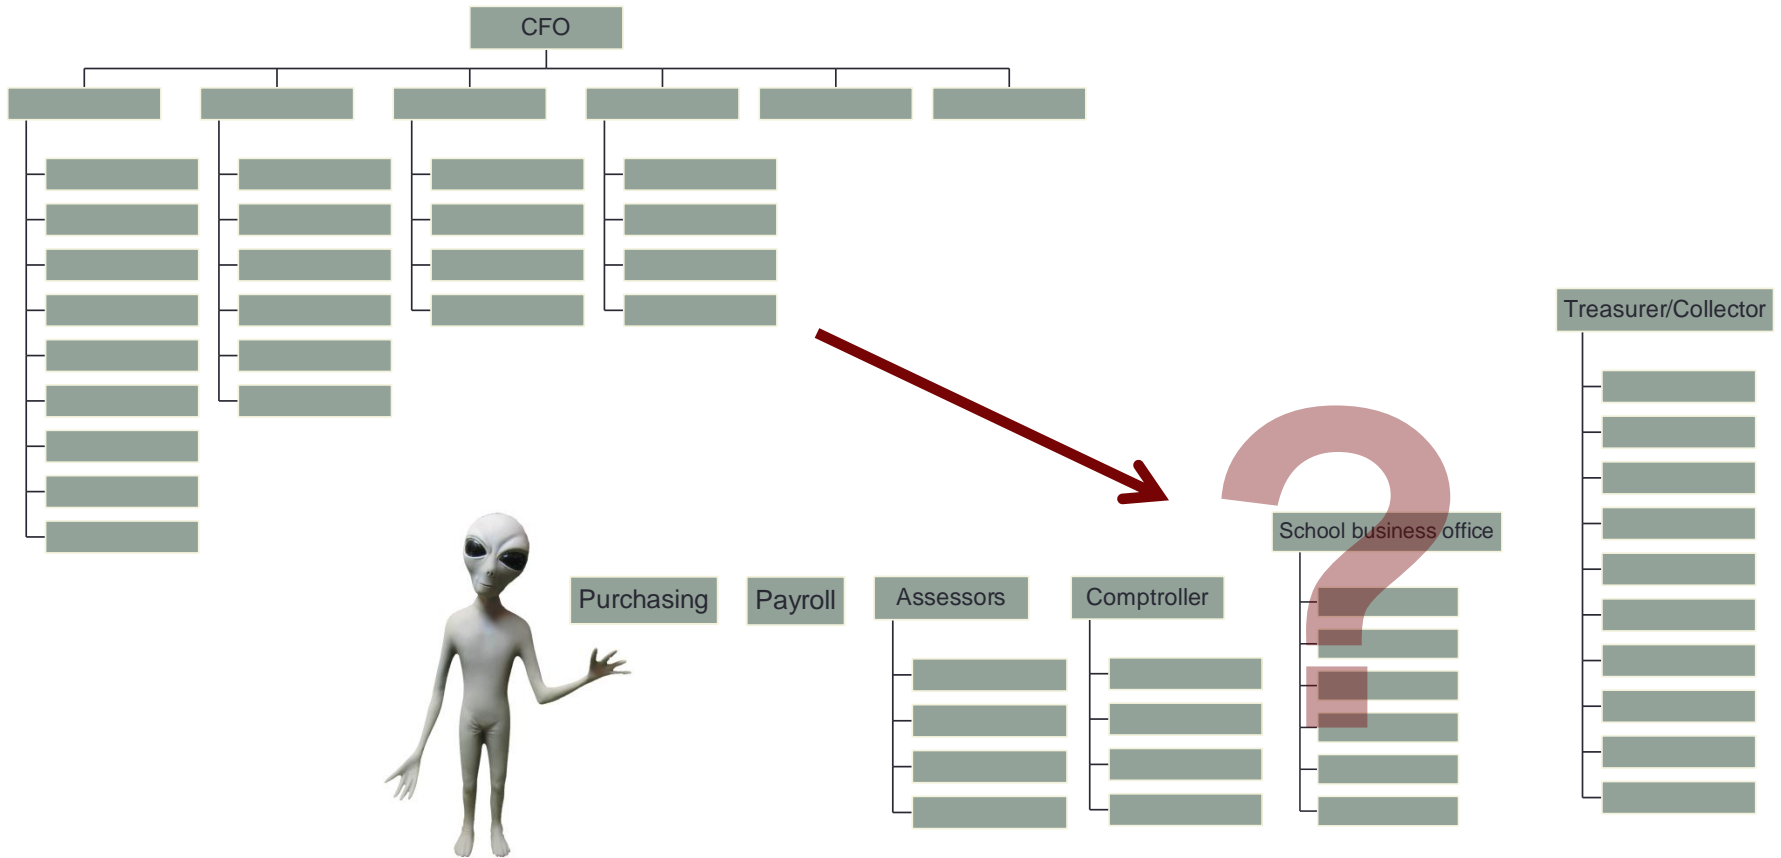 CFO
Treasurer/Collector
?
School business office
Purchasing
Payroll
Assessors
Comptroller